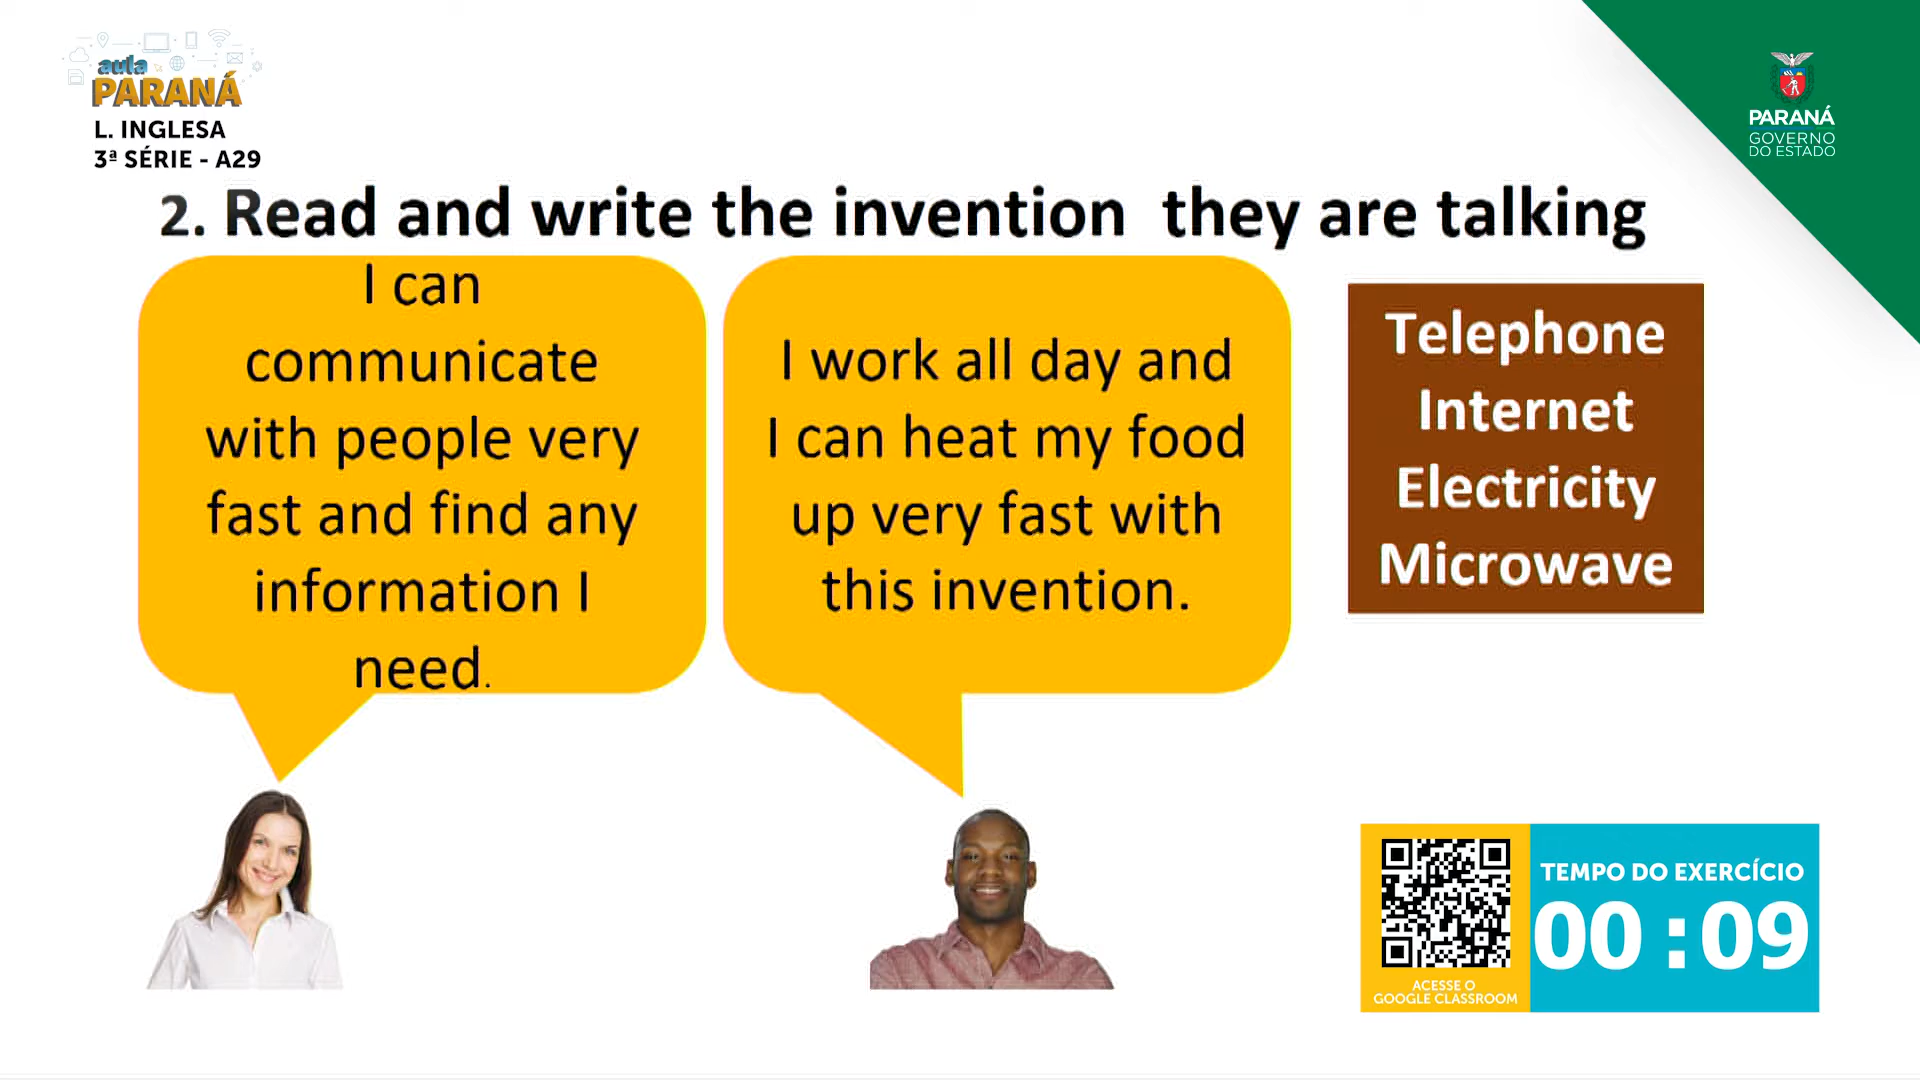 aula
PARANÁ
L. INGLESA
3ª SÉRIE - A29
PARANÁ
GOVERNO
DO ESTADO
2. Read and write the invention they are talking
I can
communicate
with people very
fast and find any
information I
need.
I work all day and
I can heat my food
up very fast with
this invention.
Telephone
Internet
Electricity
Microwave
ACESSE O
GOOGLE CLASSROOM
TEMPO DO EXERCÍCIO
00:09